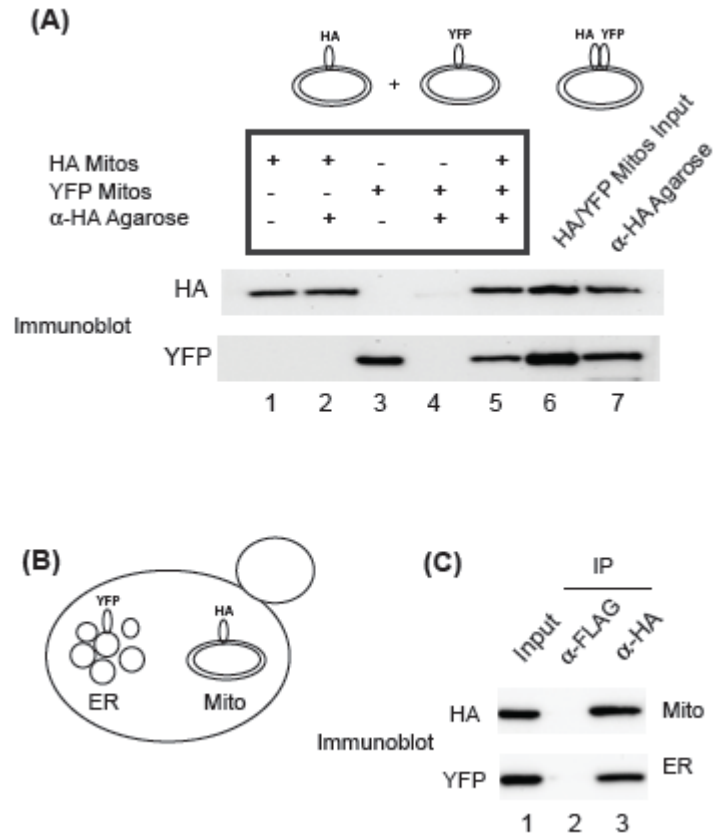 (A)
HA YFP HA YFP
+
HA Mitos + + - - +
YFP Mitos - - + + +
α-HA Agarose - + - + +
HA/YFP Mitos Input
α-HAAgarose
HA
Immunoblot
YFP
1 2 3 4 5 6 7
(B)
YFP
HA
ER Mito
(C)
IP
Input α-FLAG α-HA
HA Mito
Immunoblot
YFP ER
1 2 3